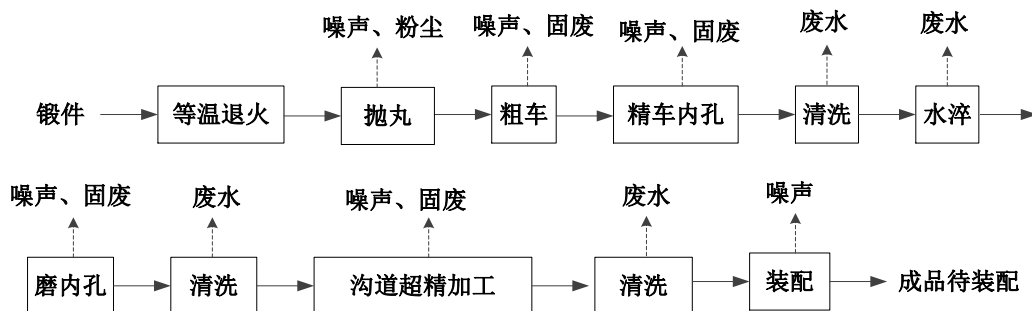 噪声、粉尘 噪声、固废 噪声、固废 废水 废水
锻件 等温退火 抛丸 粗车 精车内孔 清洗 水淬
噪声、固废 废水 噪声、固废 废水 噪声
磨内孔 清洗 沟道超精加工 清洗 装配 成品待装配